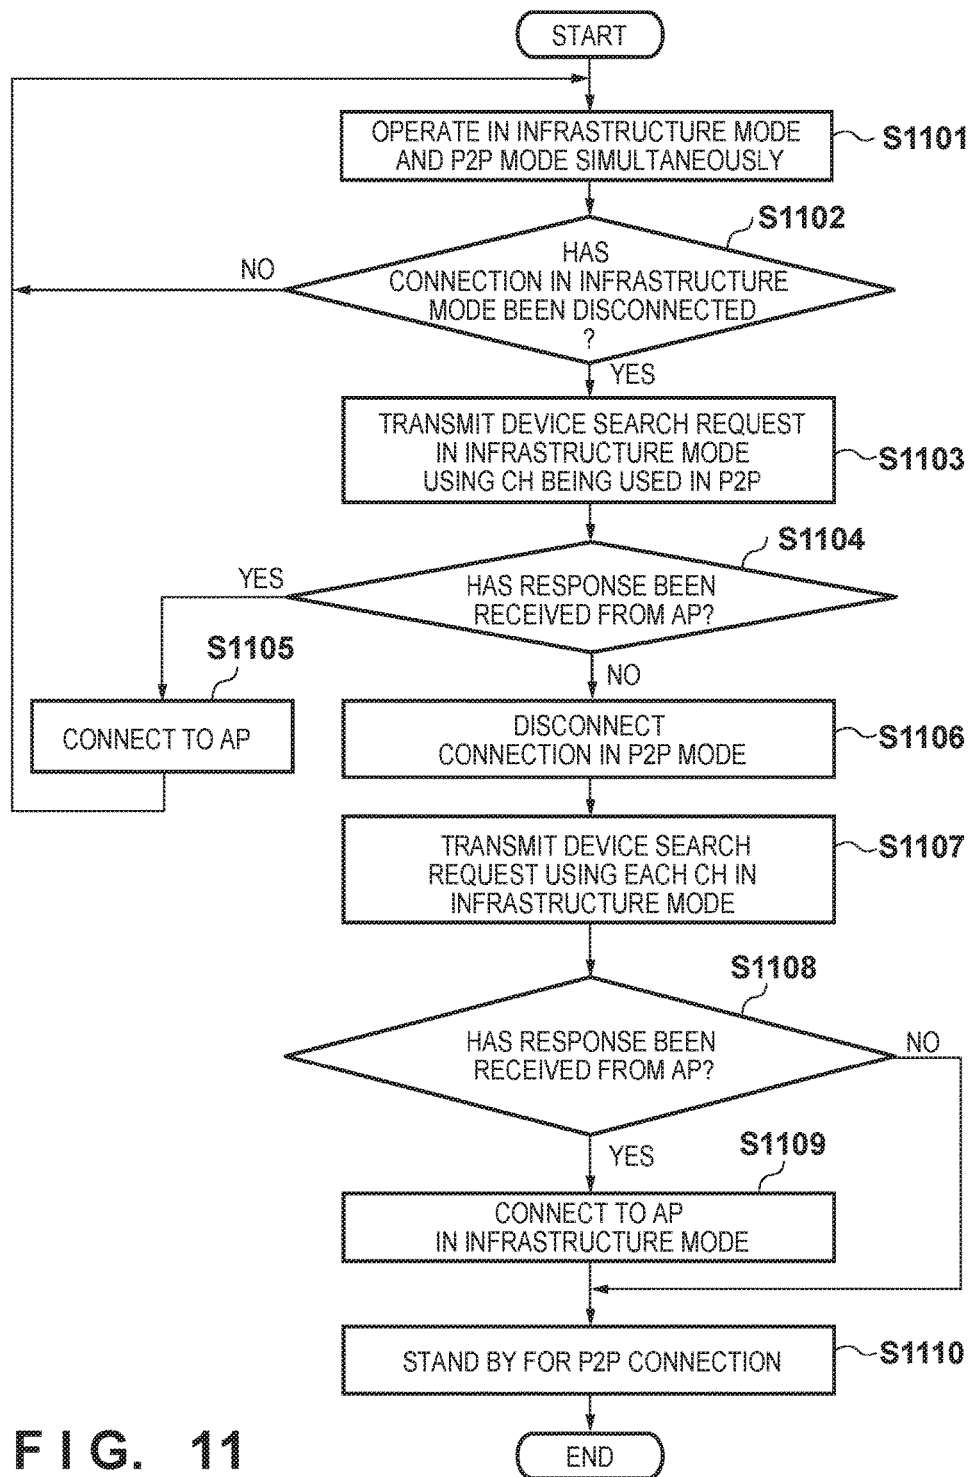 START
OPERATE IN INFRASTRUCTURE MODE
AND P2P MODE SIMULTANEOUSLY
S1101
S1102
HAS
CONNECTION IN INFRASTRUCTURE
MODE BEEN DISCONNECTED
?
NO
YES
TRANSMIT DEVICE SEARCH REQUEST
IN INFRASTRUCTURE MODE
USING CH BEING USED IN P2P
S1103
S1104
HAS RESPONSE BEEN
RECEIVED FROM AP?
YES
NO
S1105
CONNECT TO AP
DISCONNECT
CONNECTION IN P2P MODE
S1106
TRANSMIT DEVICE SEARCH
REQUEST USING EACH CH IN
INFRASTRUCTURE MODE
S1107
S1108
HAS RESPONSE BEEN
RECEIVED FROM AP?
NO
YES
S1109
CONNECT TO AP
IN INFRASTRUCTURE MODE
STAND BY FOR P2P CONNECTION
S1110
END
FIG. 11